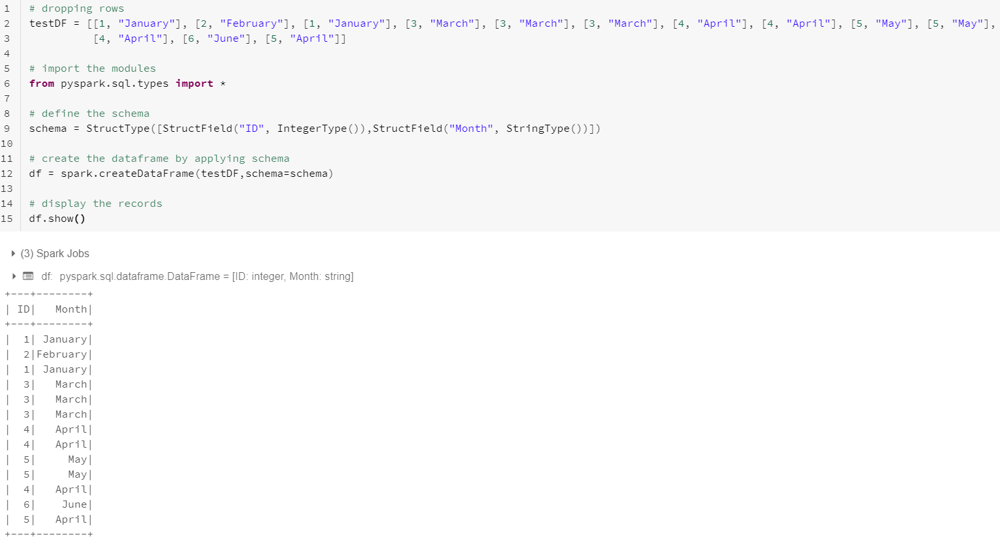 1 # dropping rows
2 testDF = [[1, "January"], [2, "February"], [1, "January"], [3, "March"], [3, "March"], [3, "March"], [4, "April"], [4, "April"], [5, "May"], [5, "May"],
3           [4, "April"], [6, "June"], [5, "April"]]
4
5 # import the modules
6 from pyspark.sql.types import *
7
8 # define the schema
9 schema = StructType([StructField("ID", IntegerType()),StructField("Month", StringType())])
10
11 # create the dataframe by applying schema
12 df = spark.createDataFrame(testDF,schema=schema)
13
14 # display the records
15 df.show()
(3) Spark Jobs
df: pyspark.sql.dataframe.DataFrame = [ID: integer, Month: string]
+---+--------+
| ID|   Month|
+---+--------+
|  1| January|
|  2|February|
|  1| January|
|  3|   March|
|  3|   March|
|  3|   March|
|  4|   April|
|  4|   April|
|  5|     May|
|  5|     May|
|  4|   April|
|  6|    June|
|  5|   April|
+---+--------+